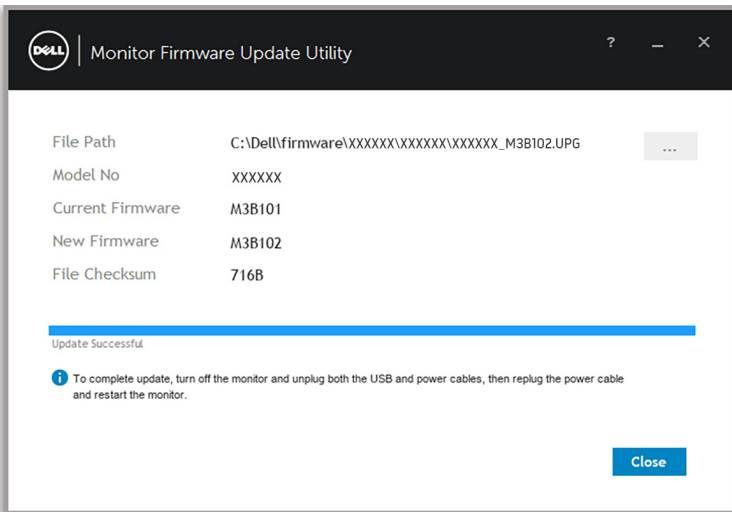 DELL
Monitor Firmware Update Utility
? – ×
File Path C:\Dell\firmware\XXXXXX\XXXXXX\XXXXXX_M3B102.UPG ...
Model No XXXXXX
Current Firmware M3B101
New Firmware M3B102
File Checksum 716B
Update Successful
i To complete update, turn off the monitor and unplug both the USB and power cables, then replug the power cable
and restart the monitor.
Close